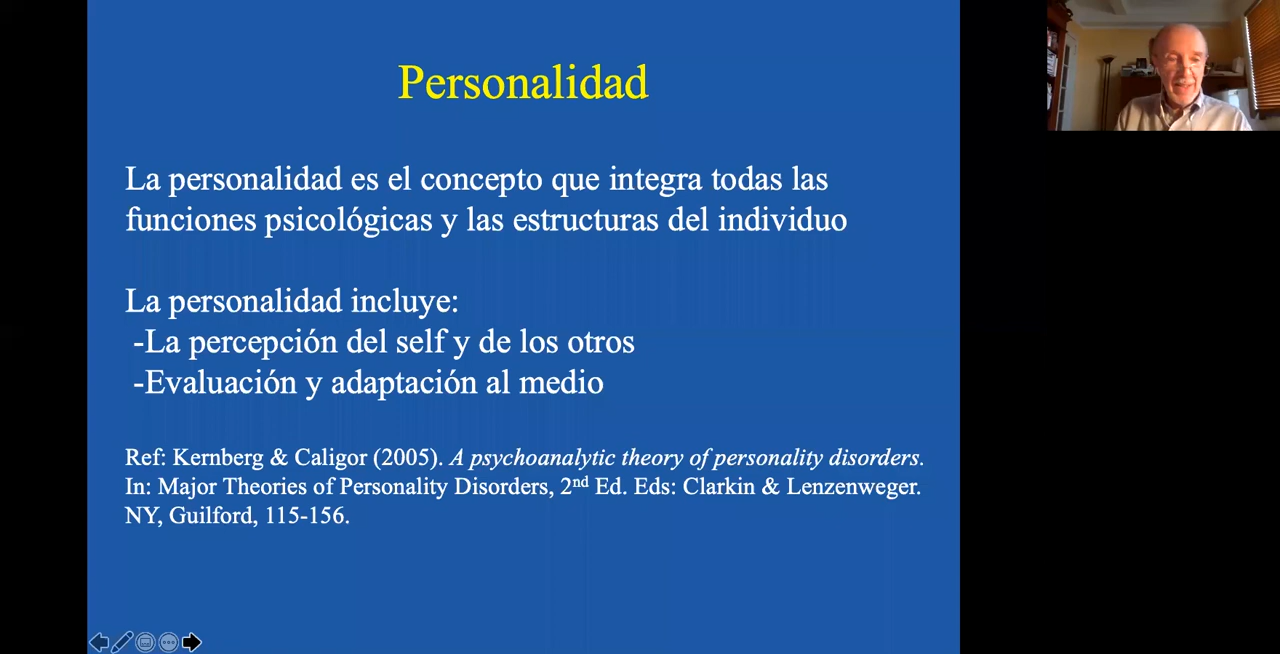 Personalidad
La personalidad es el concepto que integra todas las
funciones psicológicas y las estructuras del individuo
La personalidad incluye:
-La percepción del self y de los otros
-Evaluación y adaptación al medio
Ref: Kernberg & Caligor (2005). A psychoanalytic theory of personality disorders.
In: Major Theories of Personality Disorders, 2nd Ed. Eds: Clarkin & Lenzenweger.
NY, Guilford, 115-156.